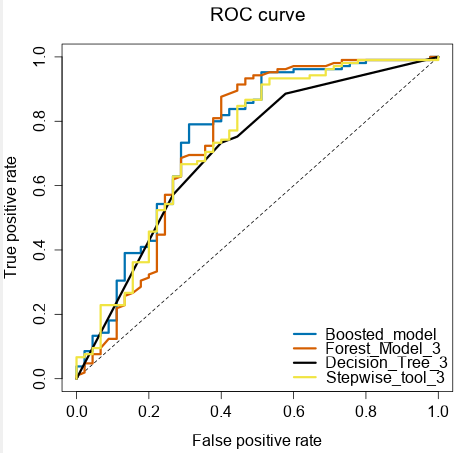 ROC curve
True positive rate
1.0
0.8
0.6
0.4
0.2
0.0
Boosted_model
Forest_Model_3
Decision_Tree_3
Stepwise_tool_3
0.0 0.2 0.4 0.6 0.8 1.0
False positive rate